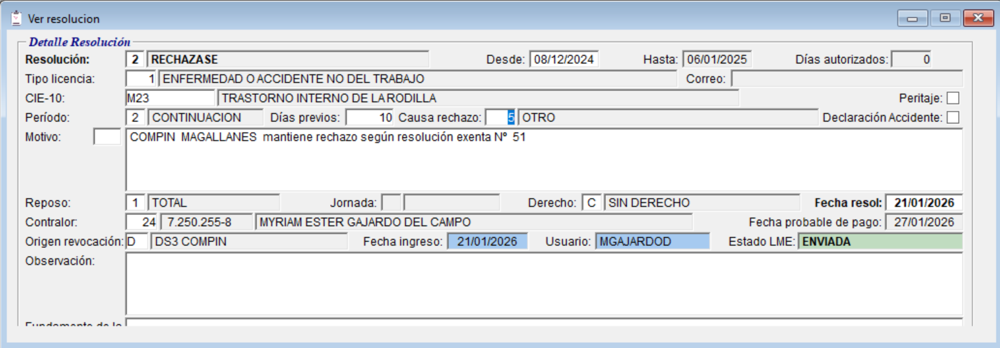 Ver resolucion
Detalle Resolución
Resolución: 2 RECHAZASE Desde: 08/12/2024 Hasta: 06/01/2025 Días autorizados: 0
Tipo licencia: 1 ENFERMEDAD O ACCIDENTE NO DEL TRABAJO Correo:
CIE-10: M23 TRASTORNO INTERNO DE LA RODILLA Peritaje:
Período: 2 CONTINUACION Días previos: 10 Causa rechazo: 5 OTRO Declaración Accidente:
Motivo: COMPIN MAGALLANES mantiene rechazo según resolución exenta Nº 51
Reposo: 1 TOTAL Jornada: Derecho: C SIN DERECHO Fecha resol: 21/01/2026
Contralor: 24 7.250.255-8 MYRIAM ESTER GAJARDO DEL CAMPO Fecha probable de pago: 27/01/2026
Origen revocación: D DS3 COMPIN Fecha ingreso: 21/01/2026 Usuario: MGAJARDOD Estado LME: ENVIADA
Observación:
Fundamento de la